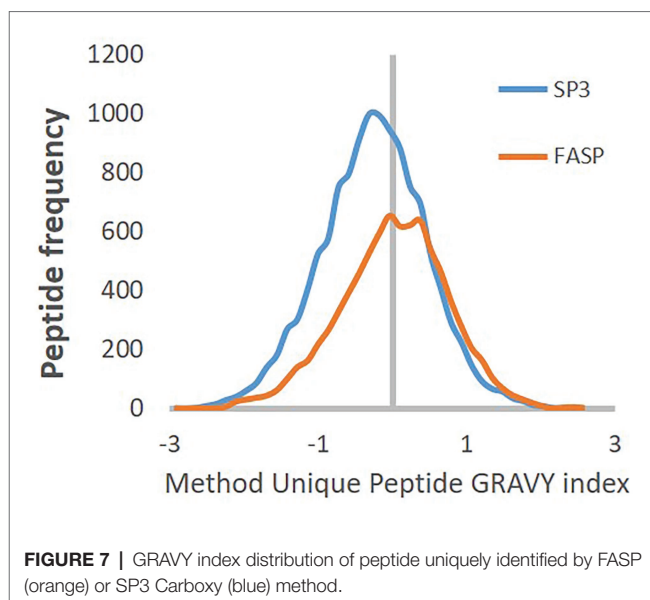 1200
1000
800
600
400
200
0
Peptide frequency
SP3
FASP
-3 -1 1 3
Method Unique Peptide GRAVY index
FIGURE 7 | GRAVY index distribution of peptide uniquely identified by FASP
(orange) or SP3 Carboxy (blue) method.